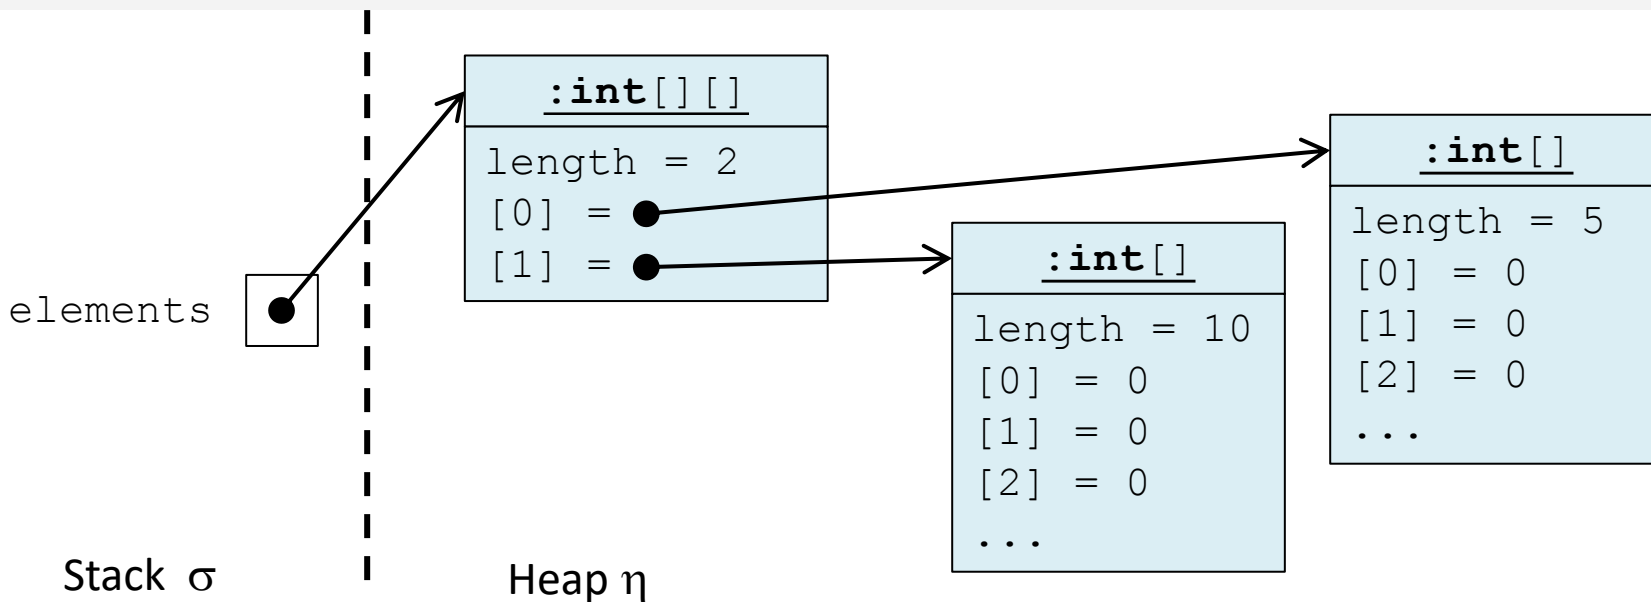 elements
Stack σ
:int[][]
length = 2
[0] =
[1] =
:int[]
length = 10
[0] = 0
[1] = 0
[2] = 0
...
:int[]
length = 5
[0] = 0
[1] = 0
[2] = 0
...
Heap η